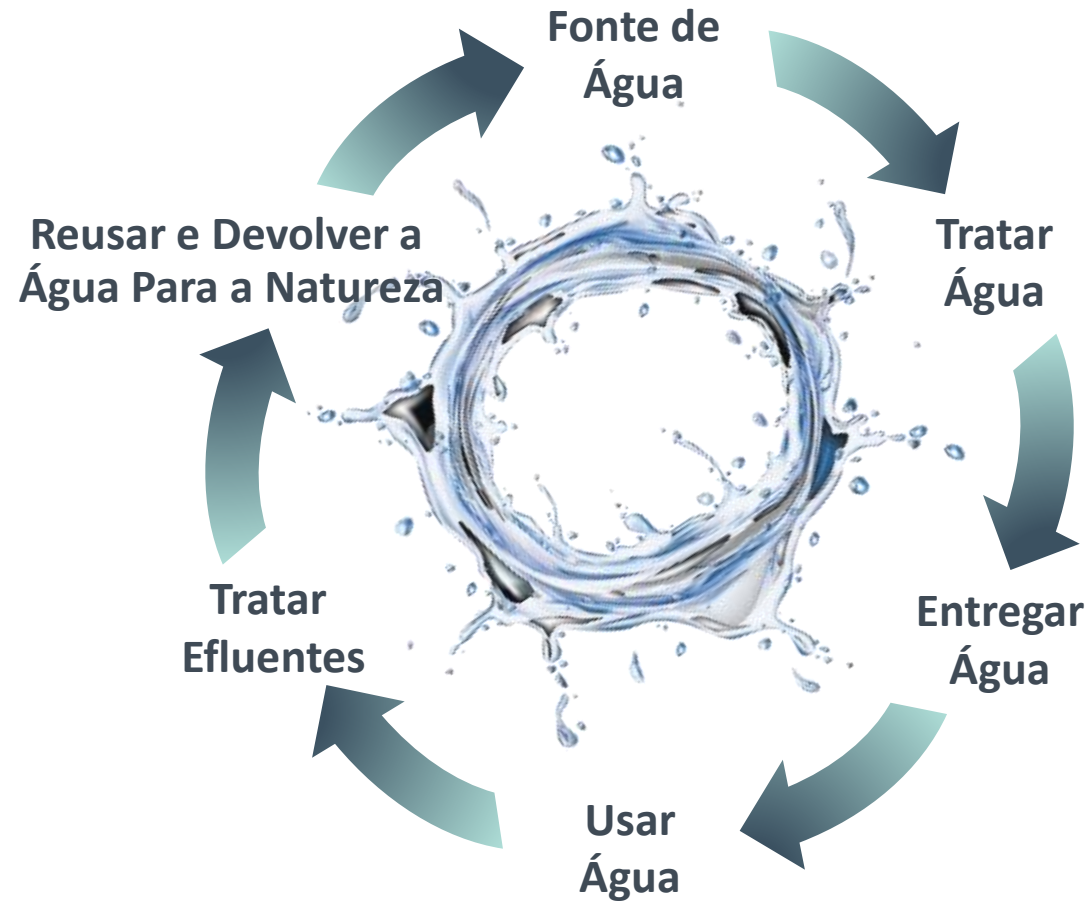 Fonte de
Água
Tratar
Água
Entregar
Água
Usar
Água
Tratar
Efluentes
Reusar e Devolver a
Água Para a Natureza